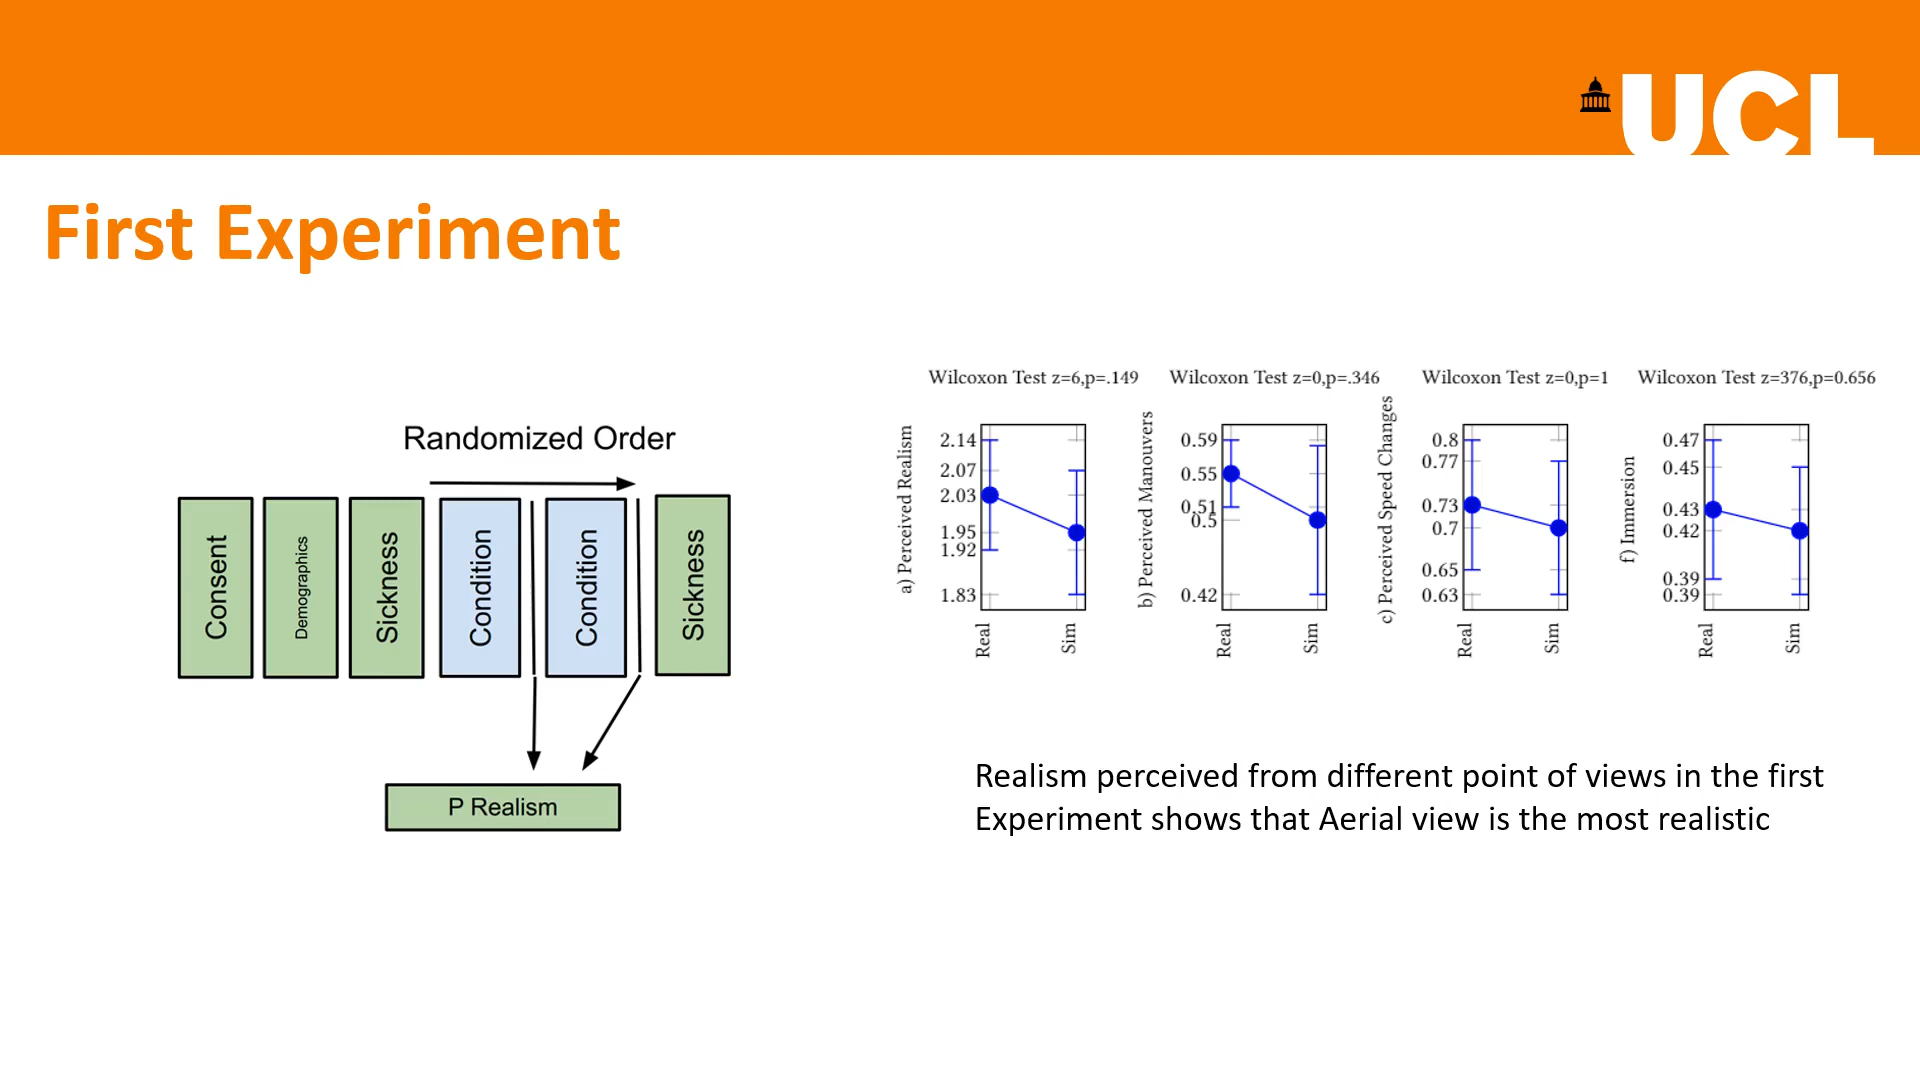 UCL
First Experiment
Randomized Order
Consent
Demographics
Sickness
Condition
Condition
Sickness
P Realism
Wilcoxon Test z=6,p=.149
a) Perceived Realism
2.14
2.07
2.03
1.95
1.92
1.83
Real
Sim
Wilcoxon Test z=0,p=.346
b) Perceived Manouvers
0.59
0.55
0.51
0.5
0.42
Real
Sim
Wilcoxon Test z=0,p=1
c) Perceived Speed Changes
0.8
0.77
0.73
0.7
0.65
0.63
Real
Sim
Wilcoxon Test z=376,p=0.656
f) Immersion
0.47
0.45
0.43
0.42
0.39
0.39
Real
Sim
Realism perceived from different point of views in the first
Experiment shows that Aerial view is the most realistic